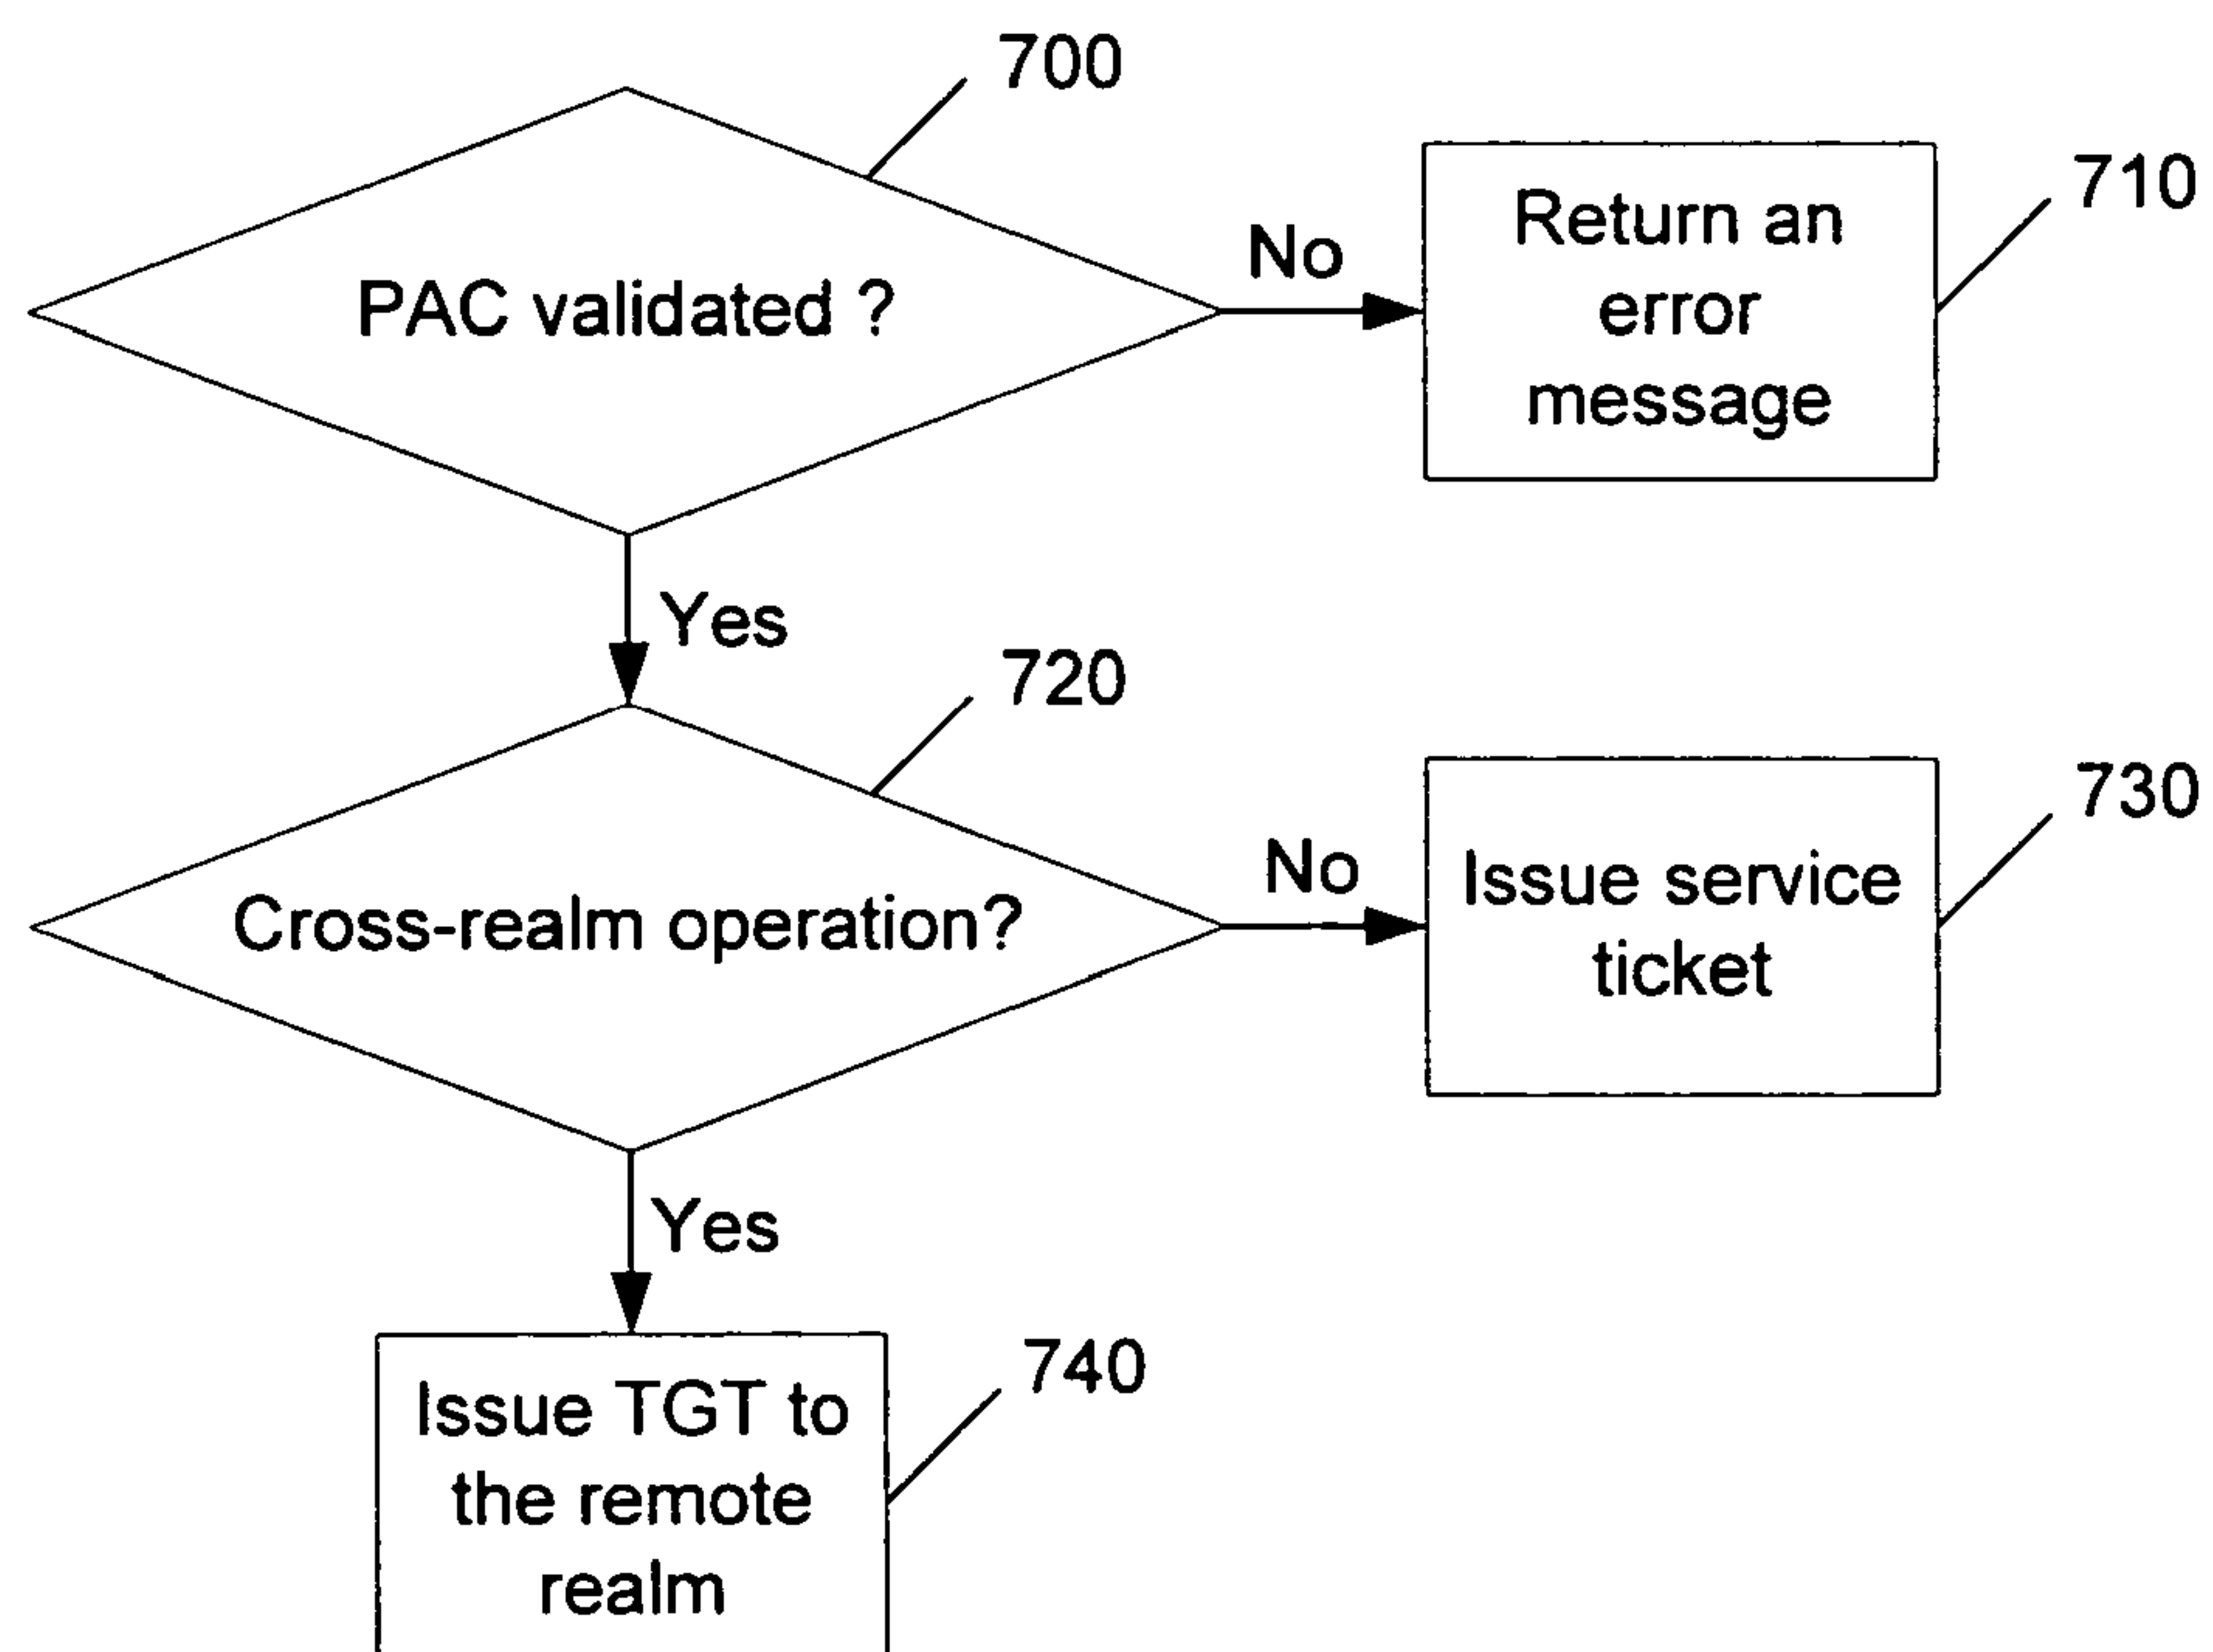 700
PAC validated ?
No
Return an
error
message
710
Yes
720
Cross-realm operation?
No
Issue service
ticket
730
Yes
740
Issue TGT to
the remote
realm